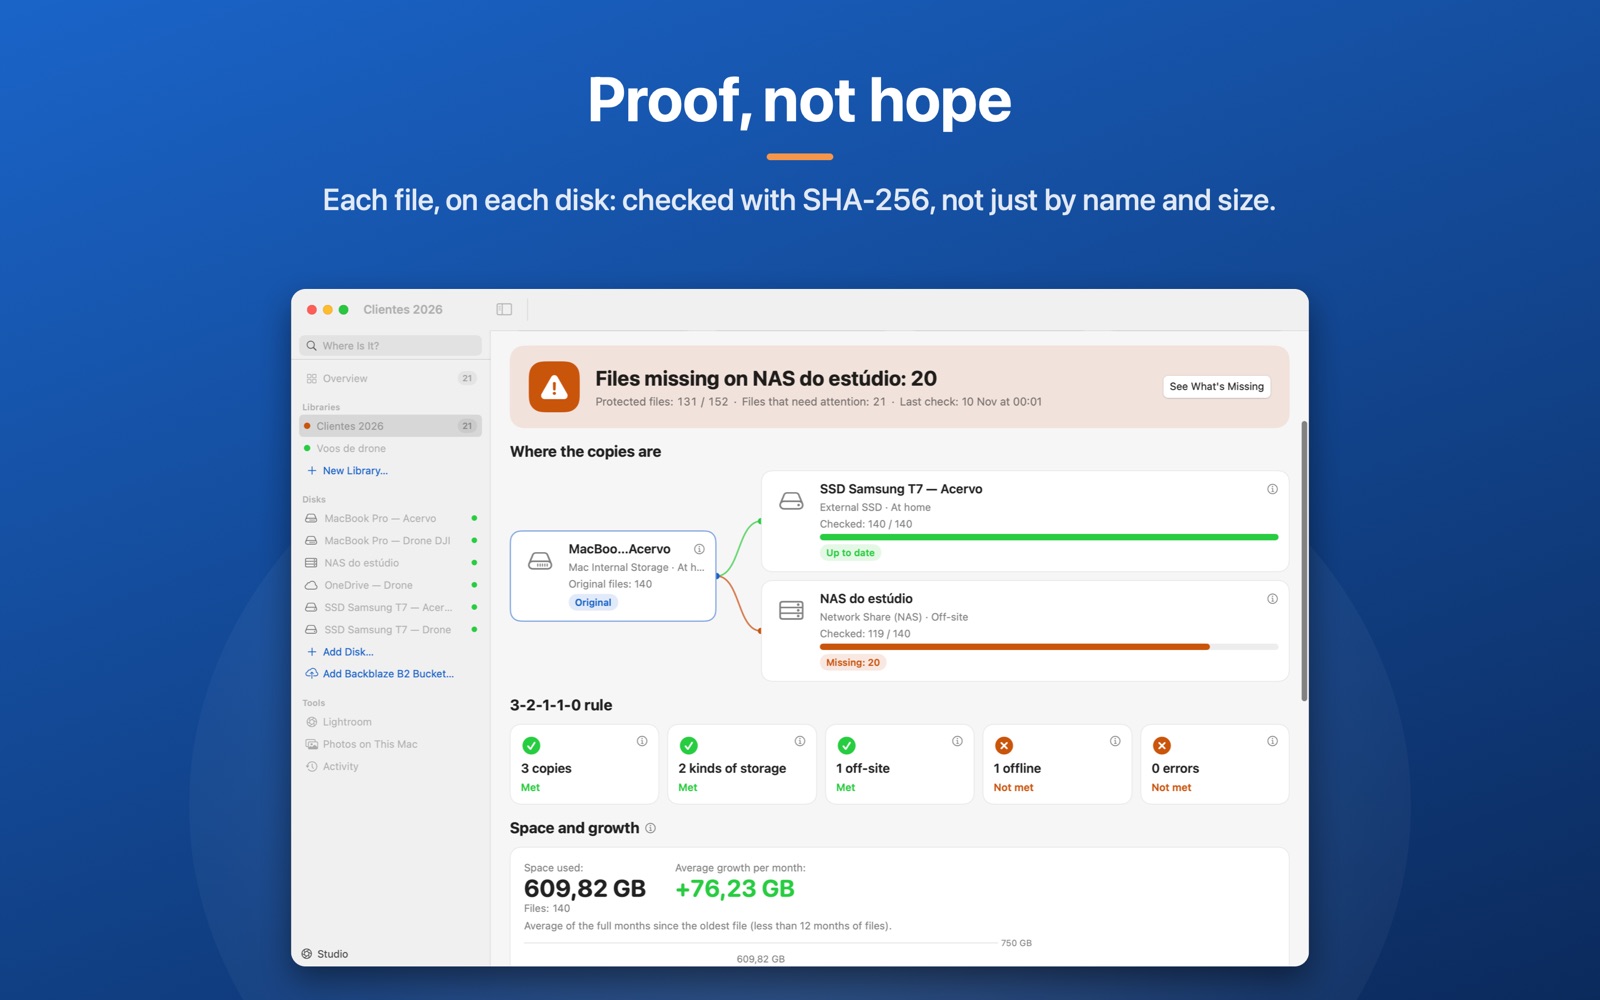 Proof, not hope
Each file, on each disk: checked with SHA-256, not just by name and size.
Clientes 2026
Where Is It?
Overview 21
Libraries
Clientes 2026 21
Voos de drone
+ New Library...
Disks
MacBook Pro — Acervo
MacBook Pro — Drone DJI
NAS do estúdio
OneDrive — Drone
SSD Samsung T7 — Acer...
SSD Samsung T7 — Drone
+ Add Disk...
Add Backblaze B2 Bucket...
Tools
Lightroom
Photos on This Mac
Activity
Studio
Files missing on NAS do estúdio: 20
Protected files: 131 / 152 · Files that need attention: 21 · Last check: 10 Nov at 00:01
See What's Missing
Where the copies are
MacBoo...Acervo
Mac Internal Storage · At h...
Original files: 140
Original
SSD Samsung T7 — Acervo
External SSD · At home
Checked: 140 / 140
Up to date
NAS do estúdio
Network Share (NAS) · Off-site
Checked: 119 / 140
Missing: 20
3-2-1-1-0 rule
3 copies
Met
2 kinds of storage
Met
1 off-site
Met
1 offline
Not met
0 errors
Not met
Space and growth
Space used:
609,82 GB
Files: 140
Average growth per month:
+76,23 GB
Average of the full months since the oldest file (less than 12 months of files).
750 GB
609,82 GB